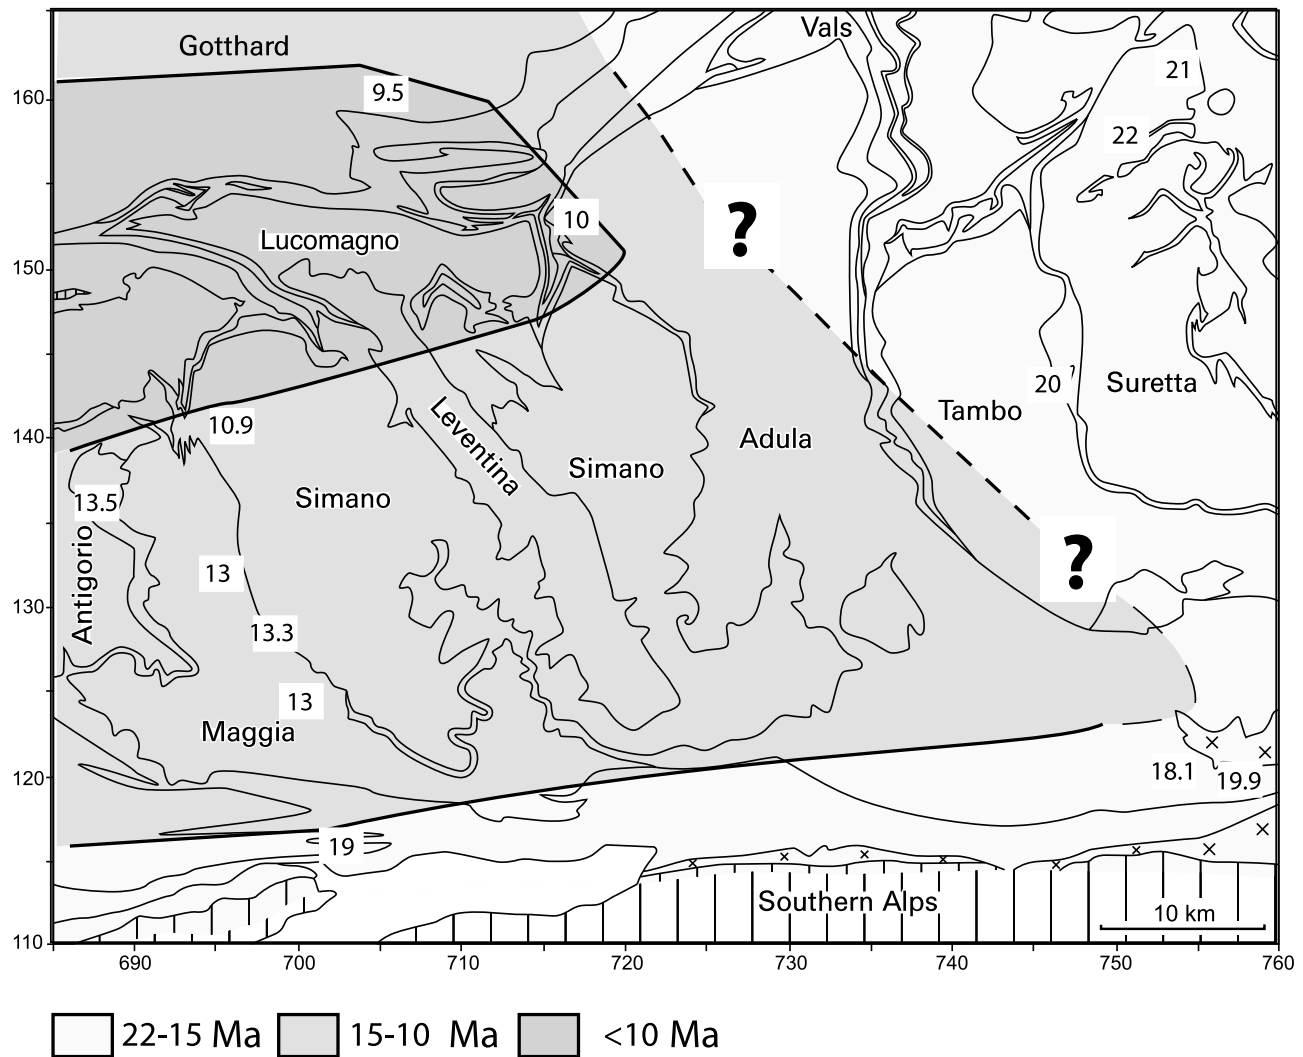 Vals
Gotthard
21
9.5
160
22
10
?
Lucomagno
150
20
Suretta
Tambo
10.9
140
Leventina
Adula
Simano
Simano
13.5
Antigorio
13
?
130
13.3
13
Maggia
120
18.1
19.9
19
Southern Alps
10 km
110
690
700
710
720
730
740
750
760
22-15 Ma
15-10 Ma
<10 Ma